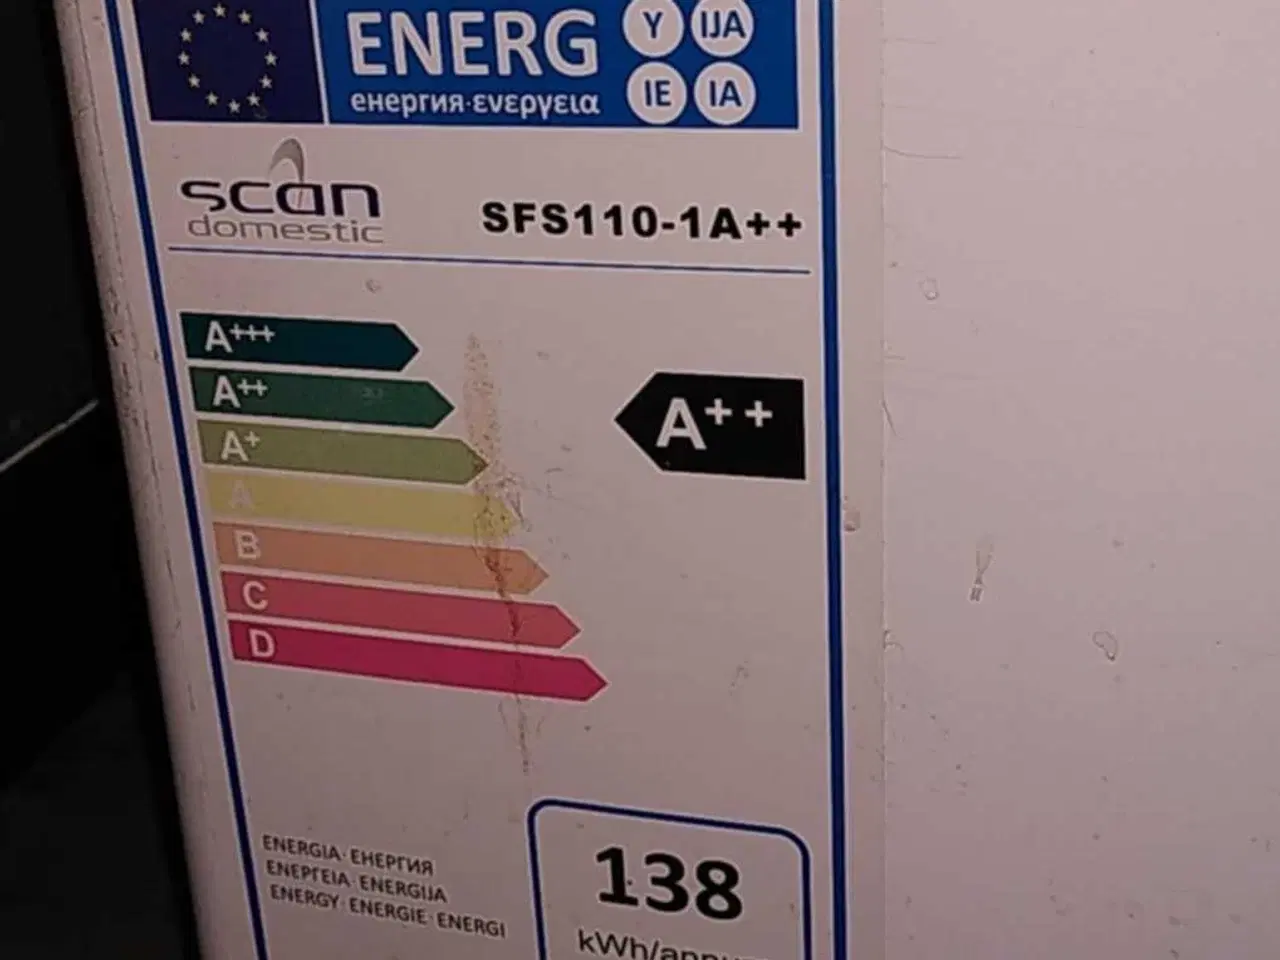 ENERG
енергия·ενεργεια
Y IJA
IE IA
scan
domestic
SFS110-1A++
A+++
A++
A+
A
B
C
D
A++
ENERGIA·ЕНЕРГИЯ
ΕΝΕΡΓΕΙΑ·ENERGIJA
ENERGY·ENERGIE·ENERGI
138
kWh/annum